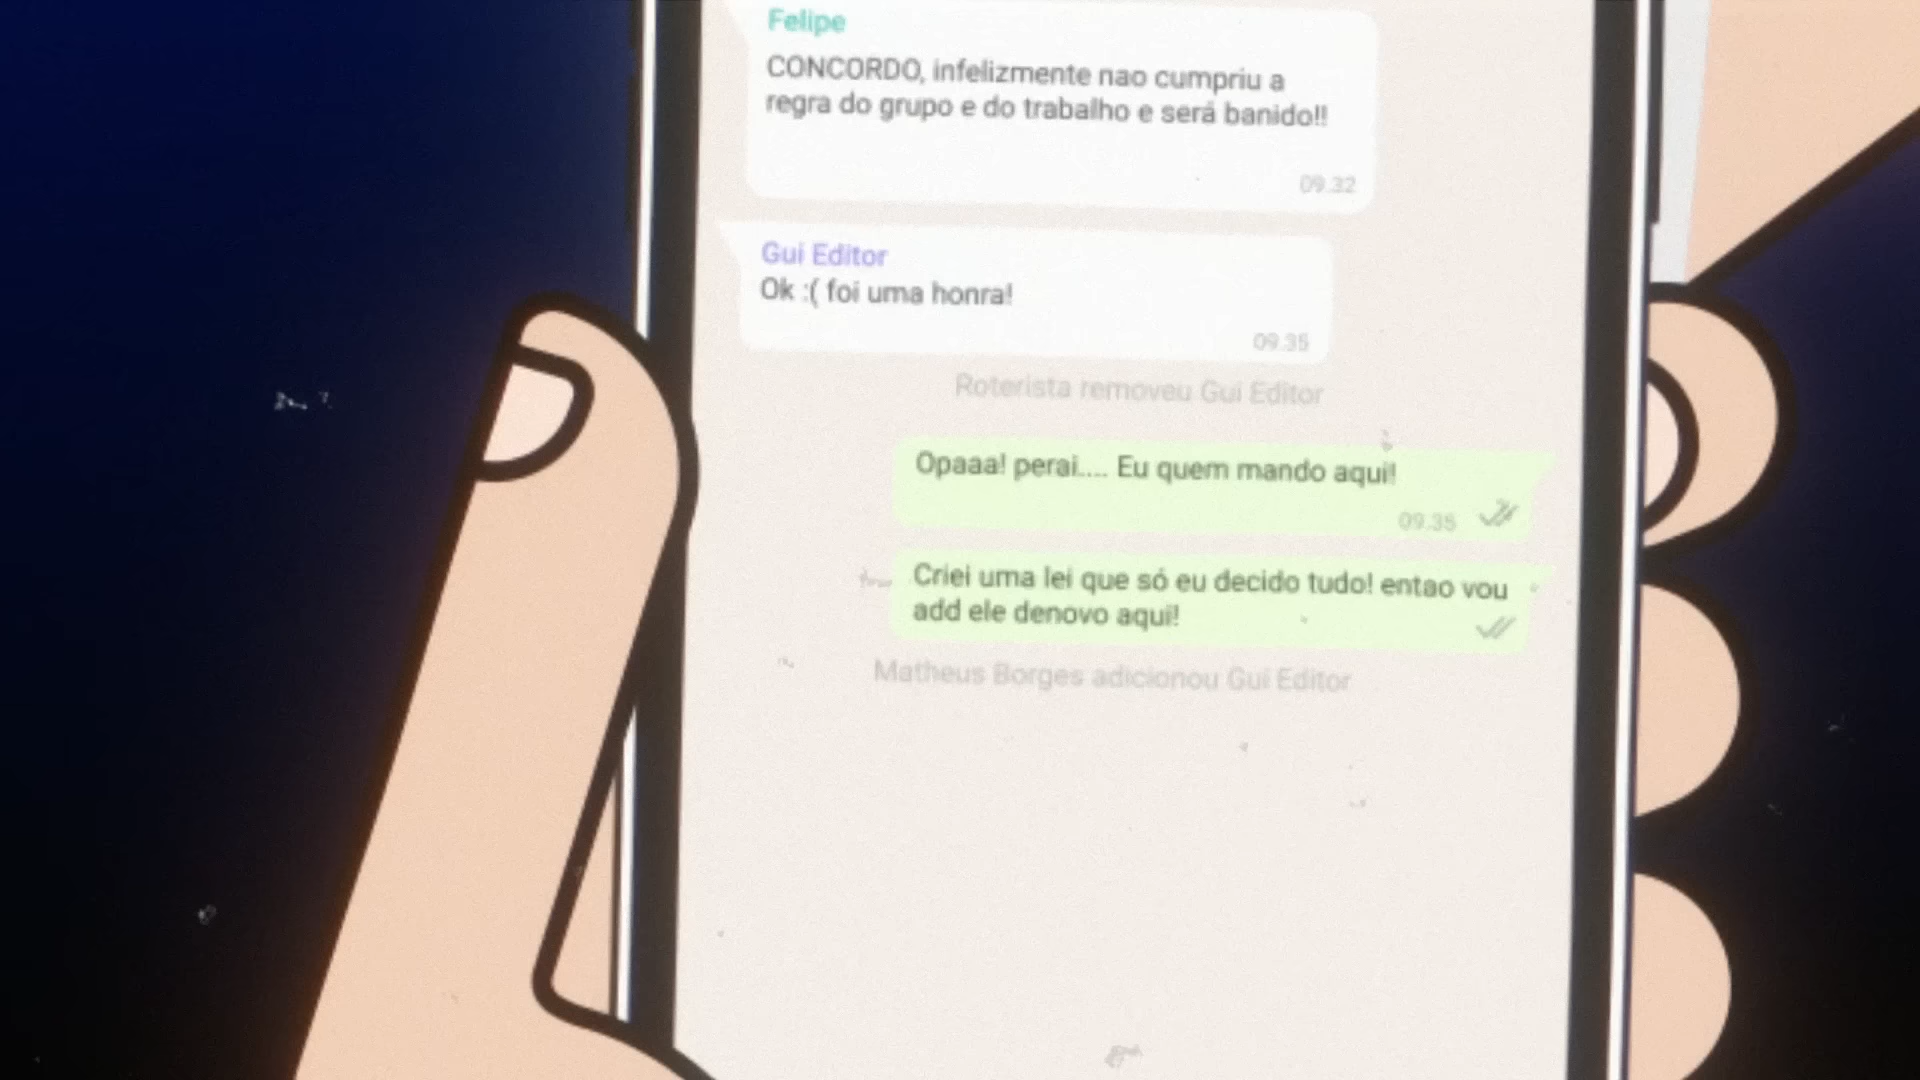 Felipe
CONCORDO, infelizmente nao cumpriu a
regra do grupo e do trabalho e será banido!!
09.32
Gui Editor
Ok :( foi uma honra!
09.35
Roterista removeu Gui Editor
Opaaa! perai.... Eu quem mando aqui!
09.35
Criei uma lei que só eu decido tudo! entao vou
add ele denovo aqui!
Matheus Borges adicionou Gui Editor